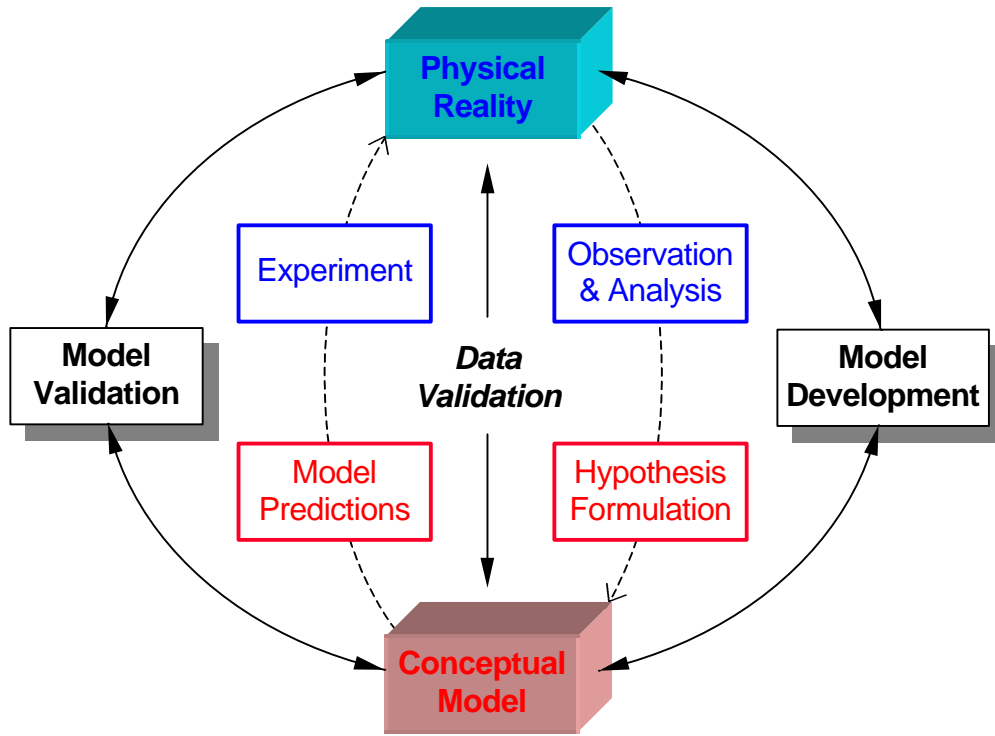 Physical
Reality
Experiment
Observation
& Analysis
Model
Validation
Data
Validation
Model
Development
Model
Predictions
Hypothesis
Formulation
Conceptual
Model